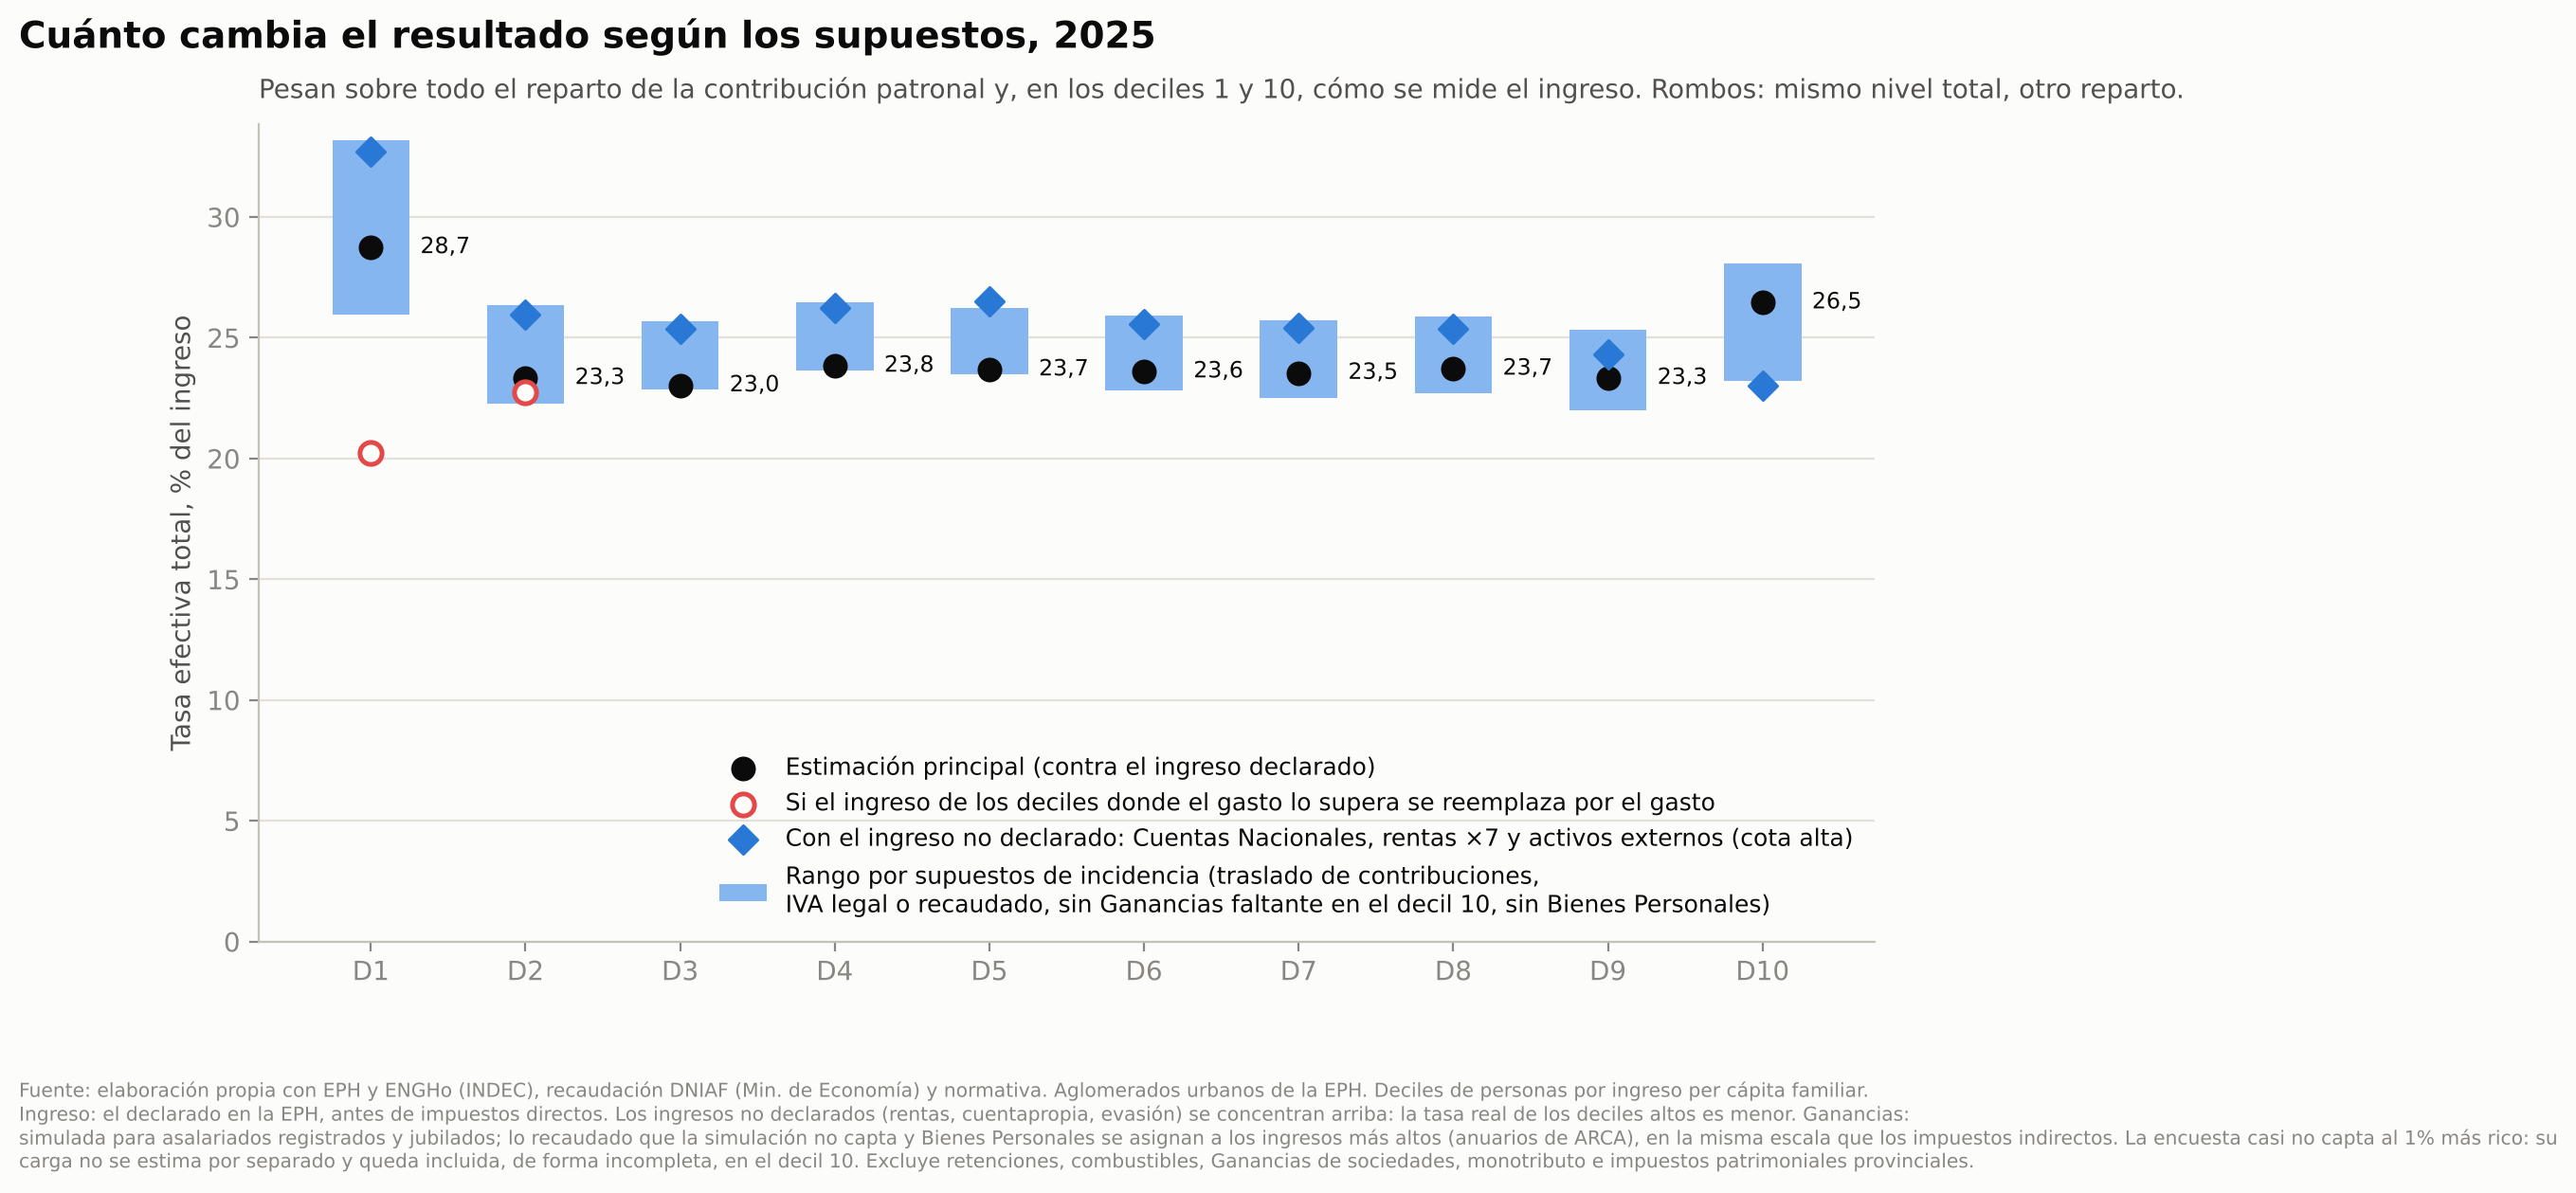 Cuánto cambia el resultado según los supuestos, 2025
Pesan sobre todo el reparto de la contribución patronal y, en los deciles 1 y 10, cómo se mide el ingreso. Rombos: mismo nivel total, otro reparto.
Tasa efectiva total, % del ingreso
30
25
20
15
10
5
0
28,7
23,3
23,0
23,8
23,7
23,6
23,5
23,7
23,3
26,5
Estimación principal (contra el ingreso declarado)
Si el ingreso de los deciles donde el gasto lo supera se reemplaza por el gasto
Con el ingreso no declarado: Cuentas Nacionales, rentas ×7 y activos externos (cota alta)
Rango por supuestos de incidencia (traslado de contribuciones,
IVA legal o recaudado, sin Ganancias faltante en el decil 10, sin Bienes Personales)
D1
D2
D3
D4
D5
D6
D7
D8
D9
D10
Fuente: elaboración propia con EPH y ENGHo (INDEC), recaudación DNIAF (Min. de Economía) y normativa. Aglomerados urbanos de la EPH. Deciles de personas por ingreso per cápita familiar.
Ingreso: el declarado en la EPH, antes de impuestos directos. Los ingresos no declarados (rentas, cuentapropia, evasión) se concentran arriba: la tasa real de los deciles altos es menor. Ganancias:
simulada para asalariados registrados y jubilados; lo recaudado que la simulación no capta y Bienes Personales se asignan a los ingresos más altos (anuarios de ARCA), en la misma escala que los impuestos indirectos. La encuesta casi no capta al 1% más rico: su
carga no se estima por separado y queda incluida, de forma incompleta, en el decil 10. Excluye retenciones, combustibles, Ganancias de sociedades, monotributo e impuestos patrimoniales provinciales.